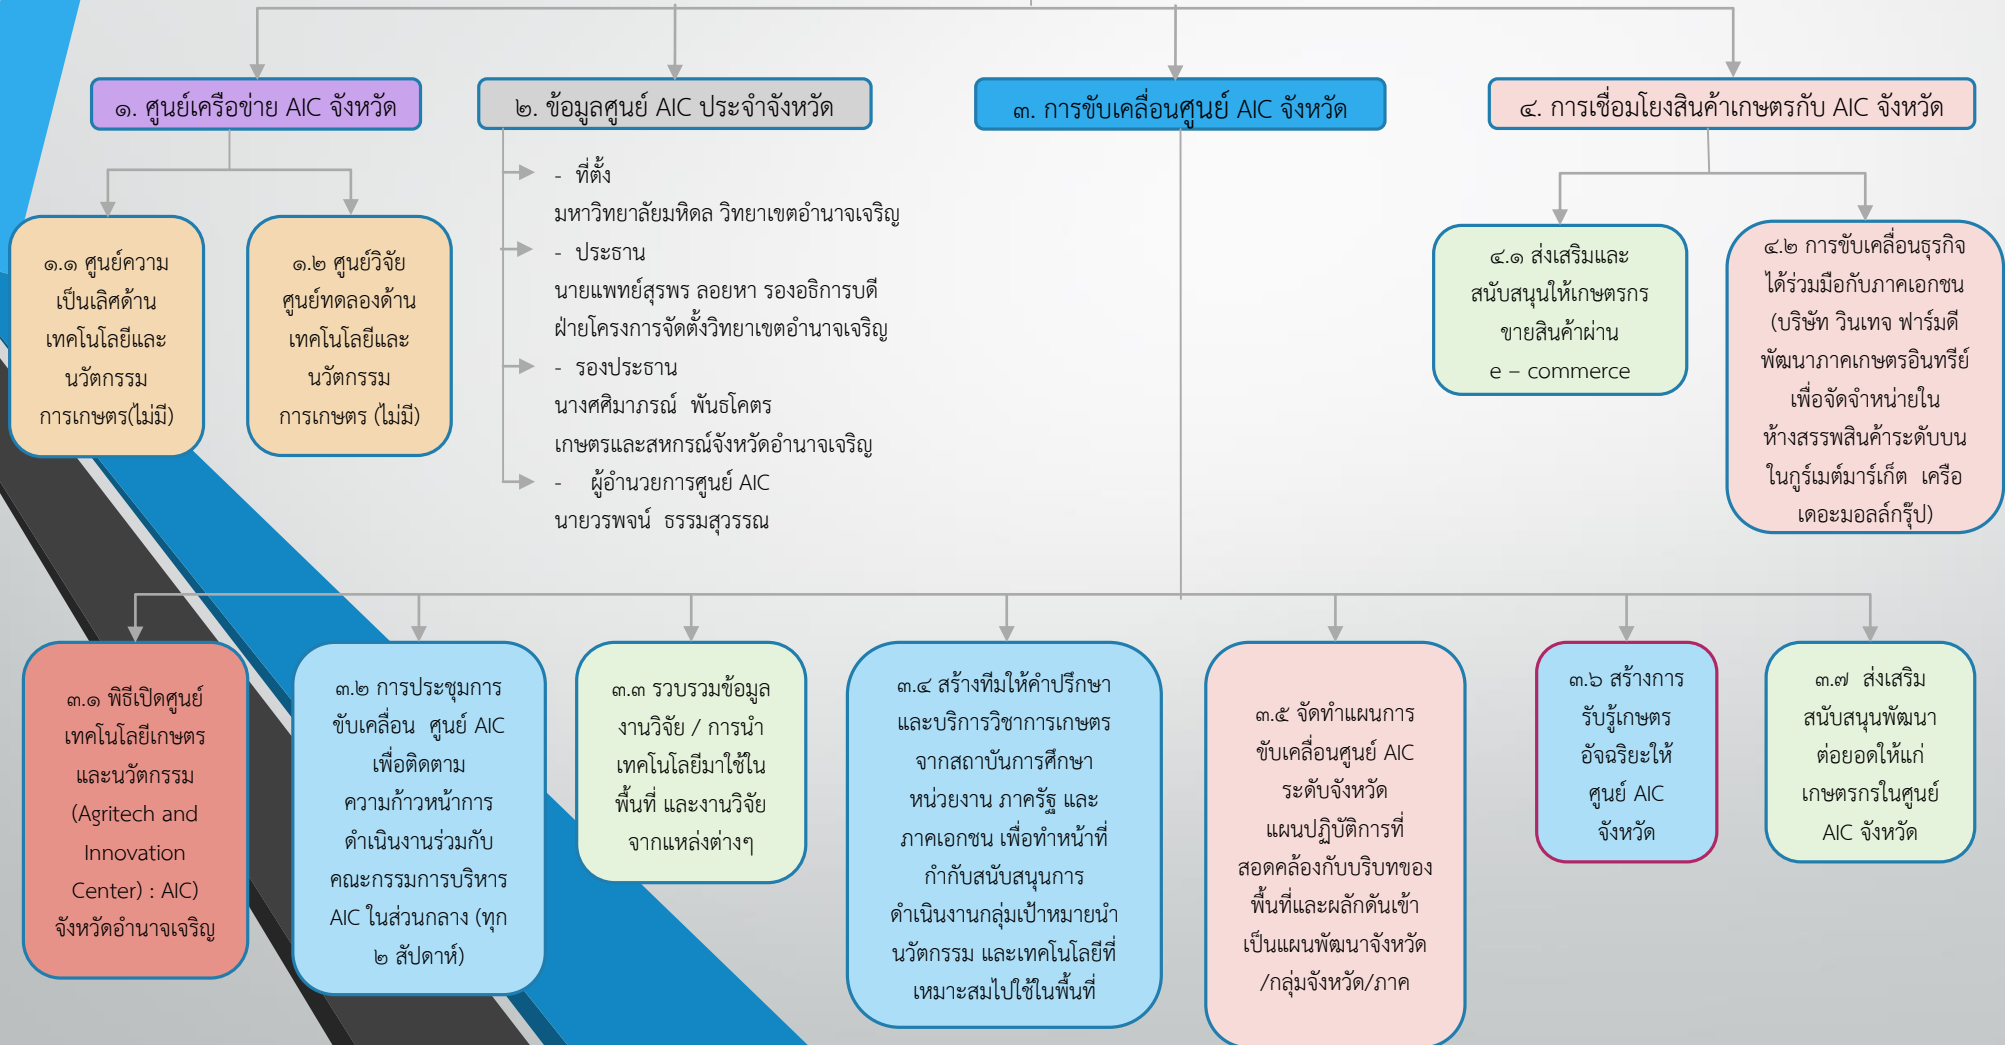 ๑. ศูนย์เครือข่าย AIC จังหวัด
๒. ข้อมูลศูนย์ AIC ประจำจังหวัด
๓. การขับเคลื่อนศูนย์ AIC จังหวัด
๔. การเชื่อมโยงสินค้าเกษตรกับ AIC จังหวัด
๑.๑ ศูนย์ความ
เป็นเลิศด้าน
เทคโนโลยีและ
นวัตกรรม
การเกษตร(ไม่มี)
๑.๒ ศูนย์วิจัย
ศูนย์ทดลองด้าน
เทคโนโลยีและ
นวัตกรรม
การเกษตร (ไม่มี)
- ที่ตั้ง
มหาวิทยาลัยมหิดล วิทยาเขตอำนาจเจริญ
- ประธาน
นายแพทย์สุรพร ลอยหา รองอธิการบดี
ฝ่ายโครงการจัดตั้งวิทยาเขตอำนาจเจริญ
- รองประธาน
นางศศิมาภรณ์ พันธโคตร
เกษตรและสหกรณ์จังหวัดอำนาจเจริญ
- ผู้อำนวยการศูนย์ AIC
นายวรพจน์ ธรรมสุวรรณ
๔.๑ ส่งเสริมและ
สนับสนุนให้เกษตรกร
ขายสินค้าผ่าน
e – commerce
๔.๒ การขับเคลื่อนธุรกิจ
ได้ร่วมมือกับภาคเอกชน
(บริษัท วินเทจ ฟาร์มดี
พัฒนาภาคเกษตรอินทรีย์
เพื่อจัดจำหน่ายใน
ห้างสรรพสินค้าระดับบน
ในกูร์เมต์มาร์เก็ต เครือ
เดอะมอลล์กรุ๊ป)
๓.๑ พิธีเปิดศูนย์
เทคโนโลยีเกษตร
และนวัตกรรม
(Agritech and
Innovation
Center) : AIC)
จังหวัดอำนาจเจริญ
๓.๒ การประชุมการ
ขับเคลื่อน ศูนย์ AIC
เพื่อติดตาม
ความก้าวหน้าการ
ดำเนินงานร่วมกับ
คณะกรรมการบริหาร
AIC ในส่วนกลาง (ทุก
๒ สัปดาห์)
๓.๓ รวบรวมข้อมูล
งานวิจัย / การนำ
เทคโนโลยีมาใช้ใน
พื้นที่ และงานวิจัย
จากแหล่งต่างๆ
๓.๔ สร้างทีมให้คำปรึกษา
และบริการวิชาการเกษตร
จากสถาบันการศึกษา
หน่วยงาน ภาครัฐ และ
ภาคเอกชน เพื่อทำหน้าที่
กำกับสนับสนุนการ
ดำเนินงานกลุ่มเป้าหมายนำ
นวัตกรรม และเทคโนโลยีที่
เหมาะสมไปใช้ในพื้นที่
๓.๕ จัดทำแผนการ
ขับเคลื่อนศูนย์ AIC
ระดับจังหวัด
แผนปฏิบัติการที่
สอดคล้องกับบริบทของ
พื้นที่และผลักดันเข้า
เป็นแผนพัฒนาจังหวัด
/กลุ่มจังหวัด/ภาค
๓.๖ สร้างการ
รับรู้เกษตร
อัจฉริยะให้
ศูนย์ AIC
จังหวัด
๓.๗ ส่งเสริม
สนับสนุนพัฒนา
ต่อยอดให้แก่
เกษตรกรในศูนย์
AIC จังหวัด